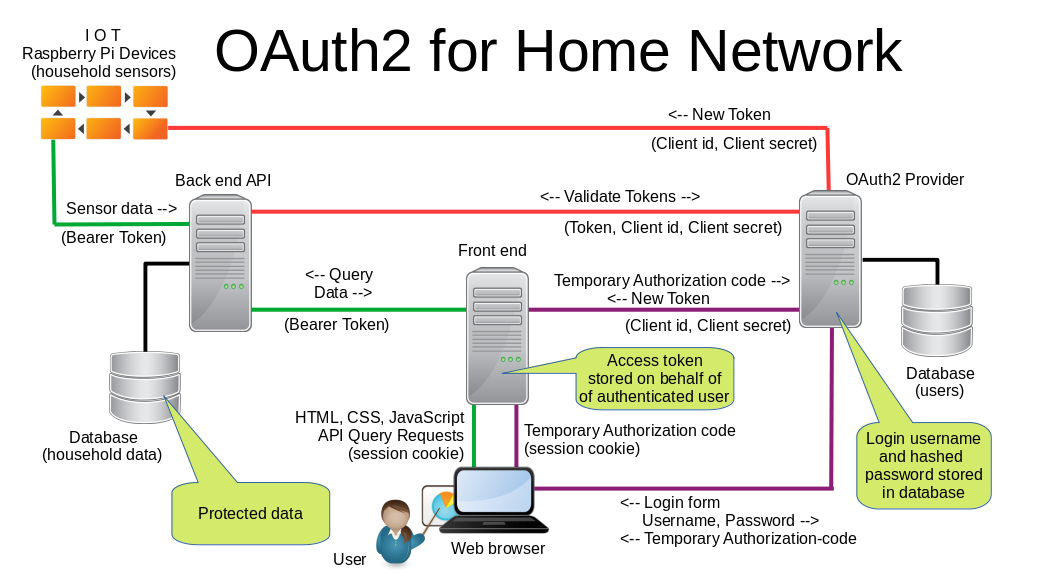 OAuth2 for Home Network
I O T
Raspberry Pi Devices
(household sensors)
<-- New Token
(Client id, Client secret)
Back end API
OAuth2 Provider
Sensor data -->
(Bearer Token)
<-- Validate Tokens -->
(Token, Client id, Client secret)
Front end
<-- Query
Data -->
(Bearer Token)
Temporary Authorization code -->
<-- New Token
(Client id, Client secret)
Access token
stored on behalf of
of authenticated user
Database
(users)
Database
(household data)
HTML, CSS, JavaScript
API Query Requests
(session cookie)
Temporary Authorization code
(session cookie)
Login username
and hashed
password stored
in database
Protected data
<-- Login form
Username, Password -->
<-- Temporary Authorization-code
User
Web browser